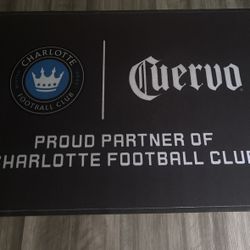 CHARLOTTE
FOOTBALL CLUB
Cuervo
PROUD PARTNER OF
CHARLOTTE FOOTBALL CLUB